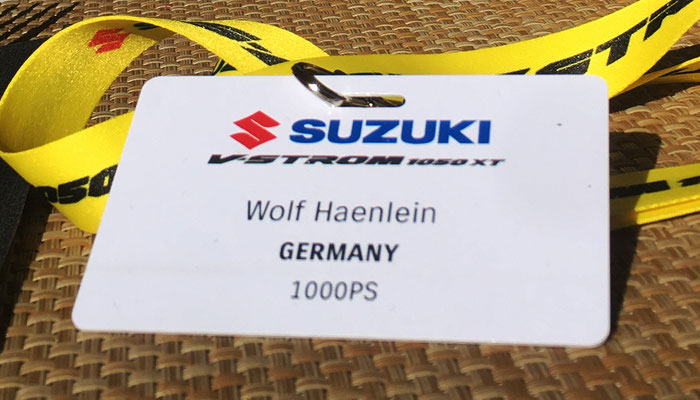 SUZUKI
V-STROM 1050 XT
Wolf Haenlein
GERMANY
1000PS